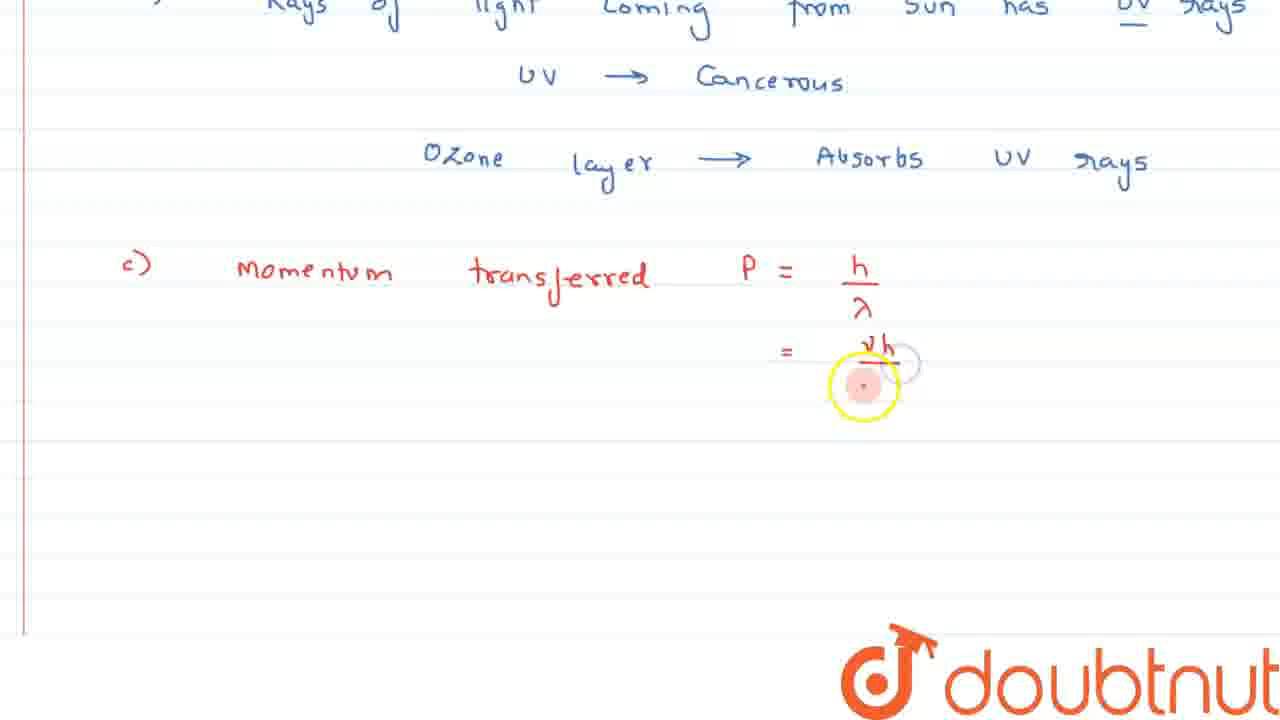 Rays of light coming from sun has UV rays
UV → Cancerous
Ozone layer → Absorbs UV rays
c) Momentum transferred P = h/λ
= νh
doubtnut